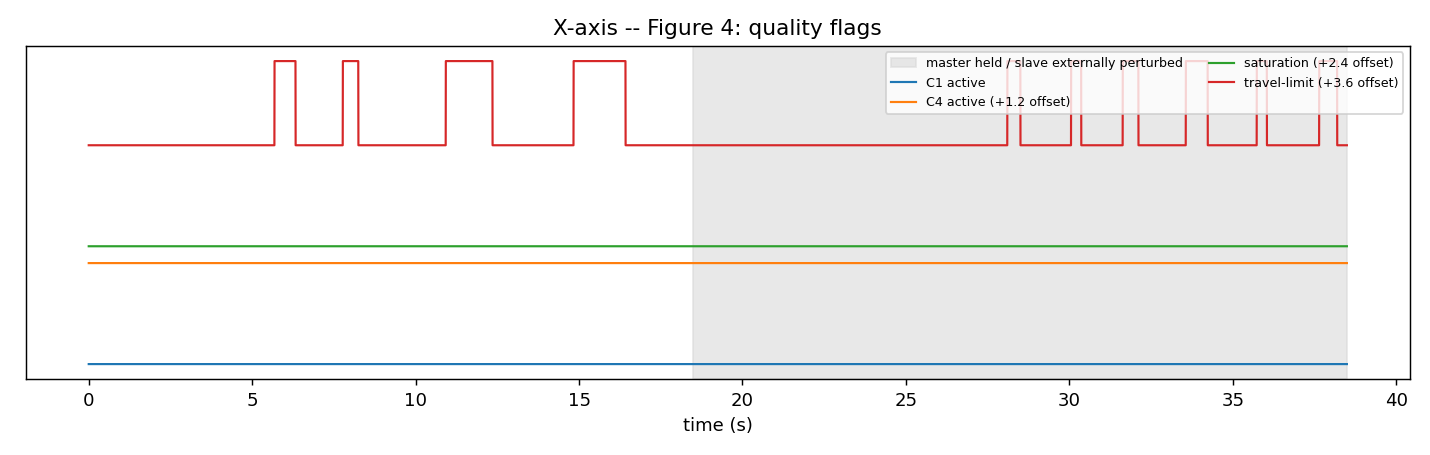 X-axis -- Figure 4: quality flags
master held / slave externally perturbed
C1 active
C4 active (+1.2 offset)
saturation (+2.4 offset)
travel-limit (+3.6 offset)
0 5 10 15 20 25 30 35 40
time (s)